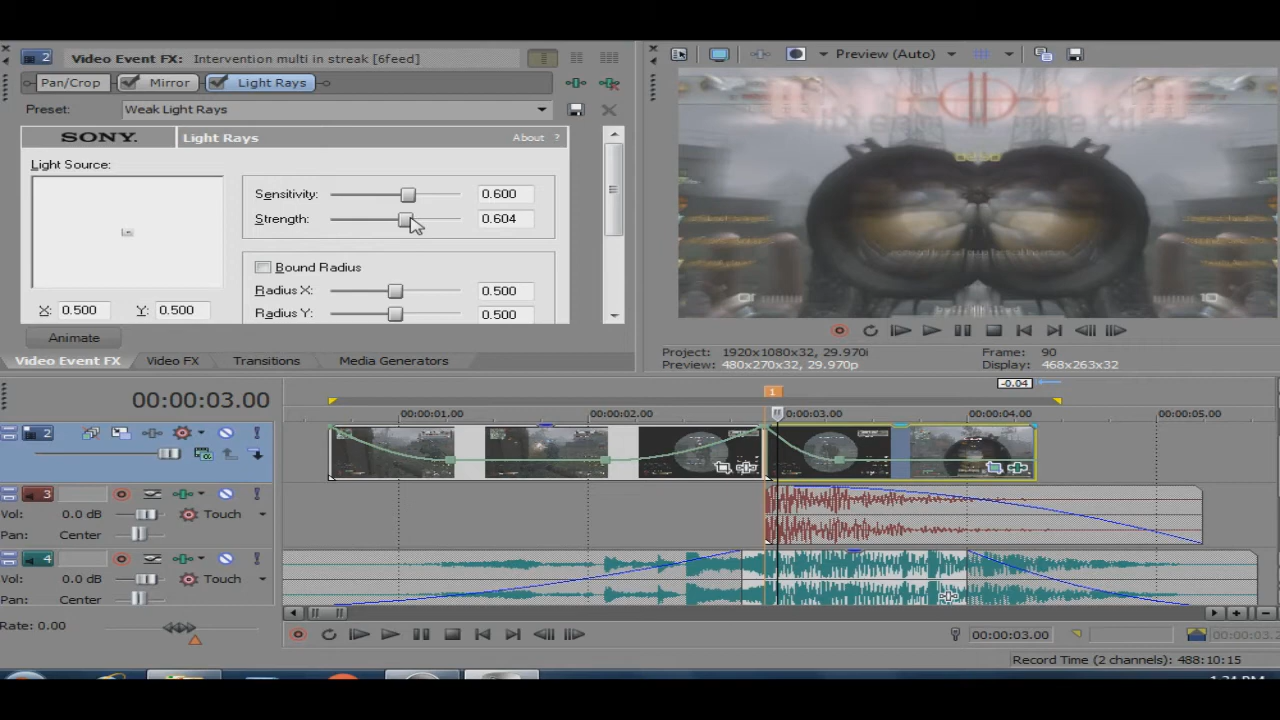 2 Video Event FX: Intervention multi in streak [6feed]
Pan/Crop Mirror Light Rays
Preset: Weak Light Rays
SONY. Light Rays About ?
Light Source:
Sensitivity: 0.600
Strength: 0.604
Bound Radius
Radius X: 0.500
Radius Y: 0.500
X: 0.500 Y: 0.500
Animate
Video Event FX Video FX Transitions Media Generators
Preview (Auto)
Project: 1920x1080x32, 29.970i Frame: 90
Preview: 480x270x32, 29.970p Display: 468x263x32
-0.04
1
00:00:03.00
00:00:01.00 00:00:02.00 00:00:03.00 00:00:04.00 00:00:05.00
2
3
Vol: 0.0 dB Touch
Pan: Center
4
Vol: 0.0 dB Touch
Pan: Center
Rate: 0.00
00:00:03.00
Record Time (2 channels): 488:10:15